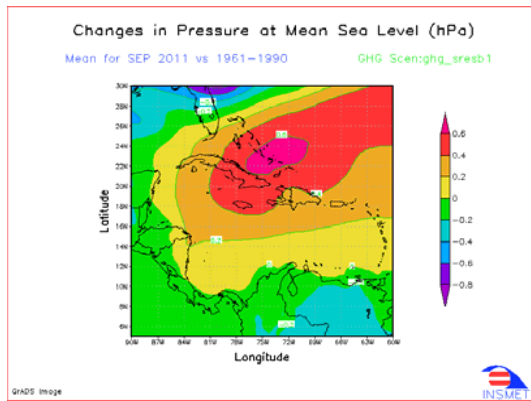 Changes in Pressure at Mean Sea Level (hPa)
Mean for SEP 2011 vs 1961-1990 GHG Scen:ghg_sresb1
30N
28N
26N
24N
22N
20N
18N
16N
14N
12N
10N
8N
6N
90W 87W 84W 81W 78W 75W 72W 69W 66W 63W 60W
Latitude
Longitude
0.6
0.4
0.2
0
-0.2
-0.4
-0.6
-0.8
GrADS image
INSMET